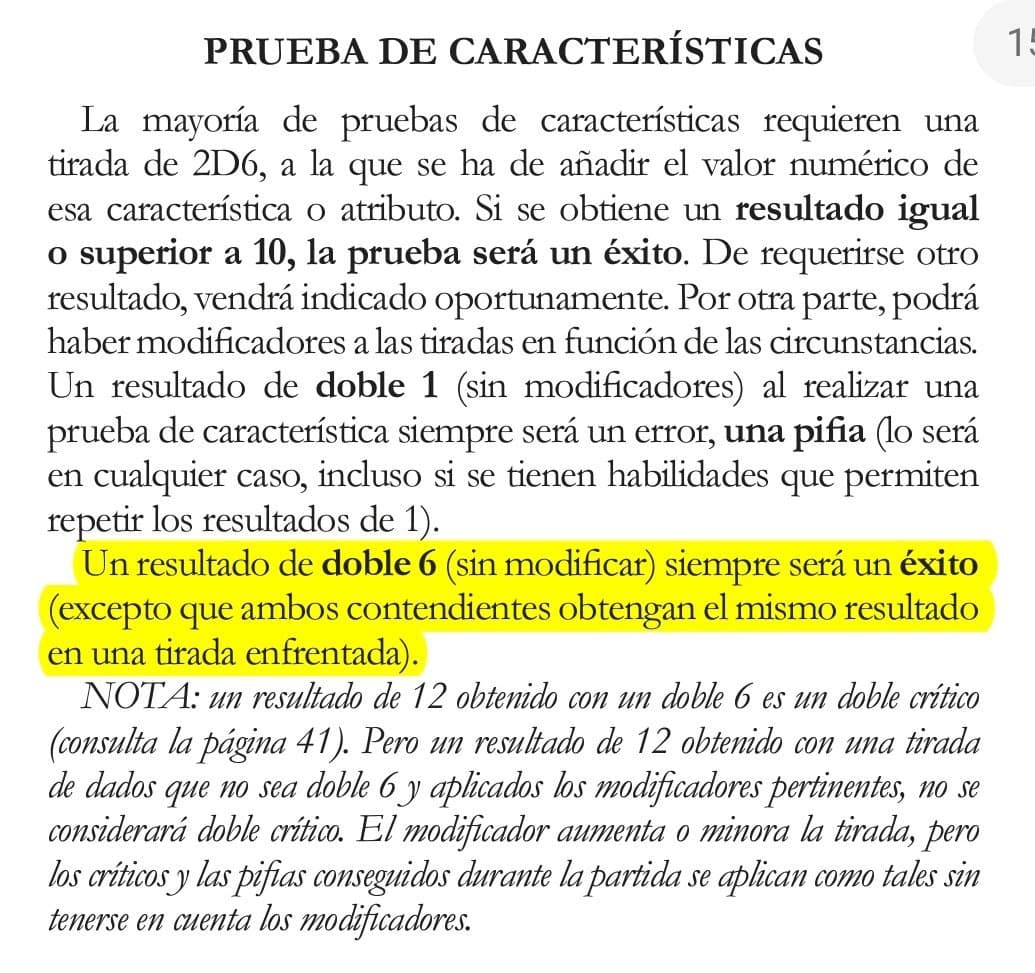 PRUEBA DE CARACTERÍSTICAS
La mayoría de pruebas de características requieren una
tirada de 2D6, a la que se ha de añadir el valor numérico de
esa característica o atributo. Si se obtiene un resultado igual
o superior a 10, la prueba será un éxito. De requerirse otro
resultado, vendrá indicado oportunamente. Por otra parte, podrá
haber modificadores a las tiradas en función de las circunstancias.
Un resultado de doble 1 (sin modificadores) al realizar una
prueba de característica siempre será un error, una pifia (lo será
en cualquier caso, incluso si se tienen habilidades que permiten
repetir los resultados de 1).
Un resultado de doble 6 (sin modificar) siempre será un éxito
(excepto que ambos contendientes obtengan el mismo resultado
en una tirada enfrentada).
NOTA: un resultado de 12 obtenido con un doble 6 es un doble crítico
(consulta la página 41). Pero un resultado de 12 obtenido con una tirada
de dados que no sea doble 6 y aplicados los modificadores pertinentes, no se
considerará doble crítico. El modificador aumenta o minora la tirada, pero
los críticos y las pifias conseguidos durante la partida se aplican como tales sin
tenerse en cuenta los modificadores.